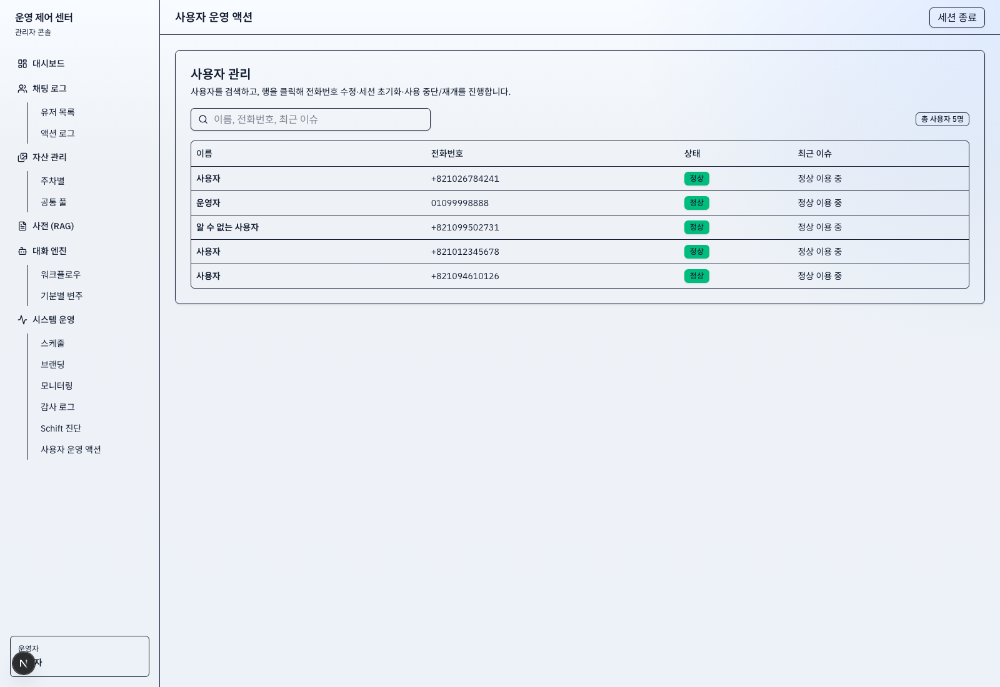 운영 제어 센터
관리자 콘솔
대시보드
채팅 로그
유저 목록
액션 로그
자산 관리
주차별
공통 풀
사전 (RAG)
대화 엔진
워크플로우
기분별 변주
시스템 운영
스케줄
브랜딩
모니터링
감사 로그
Schift 진단
사용자 운영 액션
운영자
자
N
사용자 운영 액션
세션 종료
사용자 관리
사용자를 검색하고, 행을 클릭해 전화번호 수정·세션 초기화·사용 중단/재개를 진행합니다.
이름, 전화번호, 최근 이슈
총 사용자 5명
이름 전화번호 상태 최근 이슈
사용자 +821026784241 정상 정상 이용 중
운영자 01099998888 정상 정상 이용 중
알 수 없는 사용자 +821099502731 정상 정상 이용 중
사용자 +821012345678 정상 정상 이용 중
사용자 +821094610126 정상 정상 이용 중